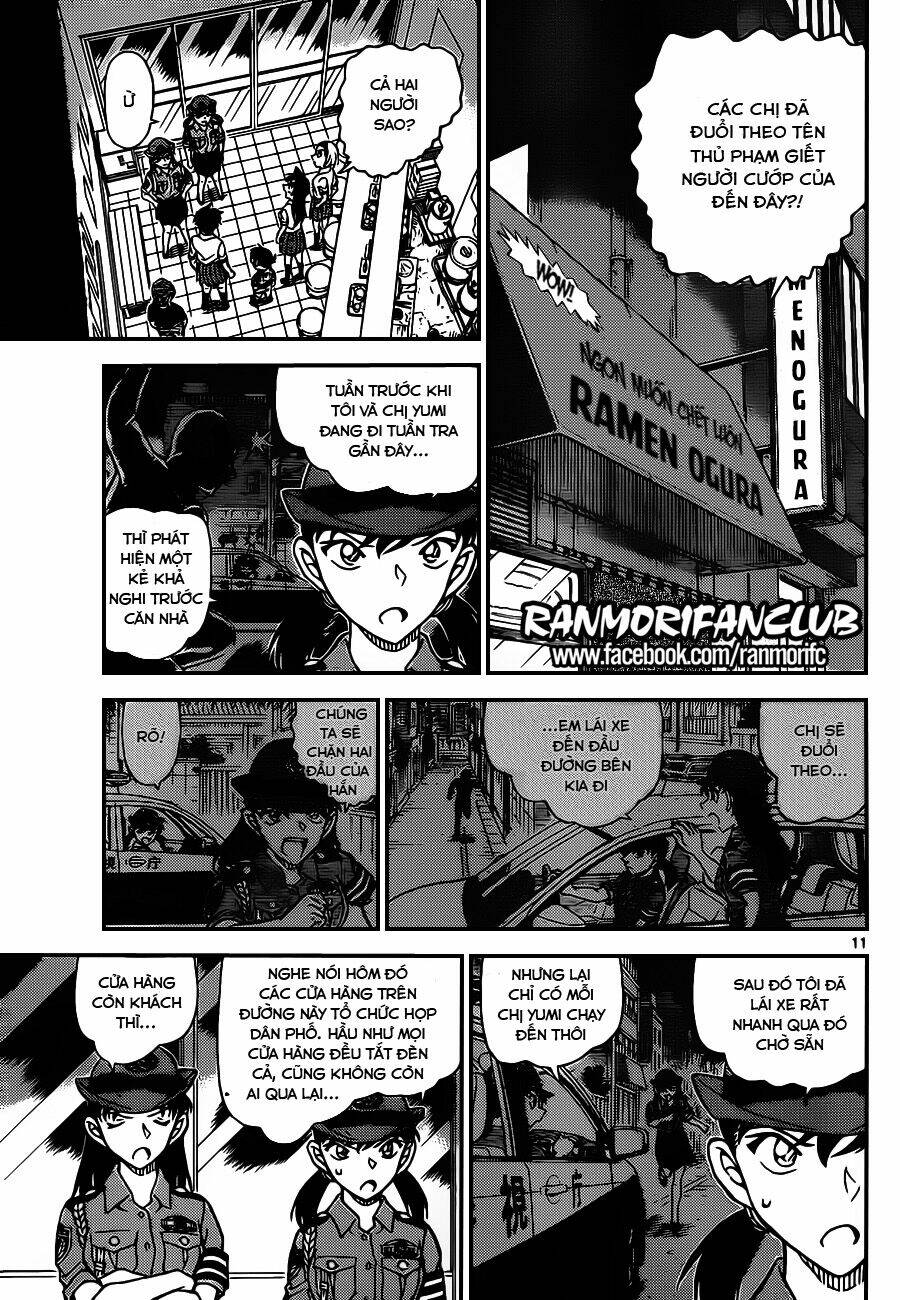 CÁC CHỊ ĐÃ
ĐUỔI THEO TÊN
THỦ PHẠM GIẾT
NGƯỜI CƯỚP CỦA
ĐẾN ĐÂY?!
WOW!
NGON MUỐN CHẾT LUÔN
RAMEN OGURA
MENOGURA
RANMORIFANCLUB
www.facebook.com/ranmorifc
CẢ HAI
NGƯỜI
SAO?
Ừ
TUẦN TRƯỚC KHI
TÔI VÀ CHỊ YUMI
ĐANG ĐI TUẦN TRA
GẦN ĐÂY...
THÌ PHÁT
HIỆN MỘT
KẺ KHẢ
NGHI TRƯỚC
CĂN NHÀ
CHỊ SẼ
ĐUỔI
THEO...
...EM LÁI XE
ĐẾN ĐẦU
ĐƯỜNG BÊN
KIA ĐI
CHÚNG
TA SẼ
CHẶN HAI
ĐẦU CỦA
HẮN
RÕ!
11
SAU ĐÓ TÔI ĐÃ
LÁI XE RẤT
NHANH QUA ĐÓ
CHỜ SẴN
NHƯNG LẠI
CHỈ CÓ MỖI
CHỊ YUMI CHẠY
ĐẾN THÔI
NGHE NÓI HÔM ĐÓ
CÁC CỬA HÀNG TRÊN
ĐƯỜNG NÀY TỔ CHỨC HỌP
DÂN PHỐ. HẦU NHƯ MỌI
CỬA HÀNG ĐỀU TẮT ĐÈN
CẢ, CŨNG KHÔNG CÒN
AI QUA LẠI...
CỬA HÀNG
CÒN KHÁCH
THÌ...